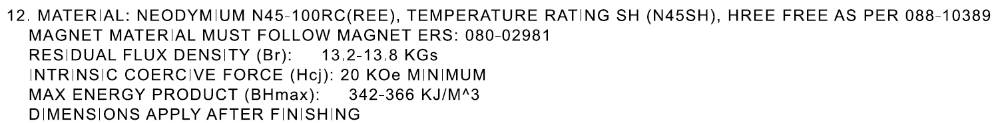 12. MATERIAL: NEODYMIUM N45-100RC(REE), TEMPERATURE RATING SH (N45SH), HREE FREE AS PER 088-10389
MAGNET MATERIAL MUST FOLLOW MAGNET ERS: 080-02981
RESIDUAL FLUX DENSITY (Br): 13.2-13.8 KGs
INTRINSIC COERCIVE FORCE (Hcj): 20 KOe MINIMUM
MAX ENERGY PRODUCT (BHmax): 342-366 KJ/M^3
DIMENSIONS APPLY AFTER FINISHING